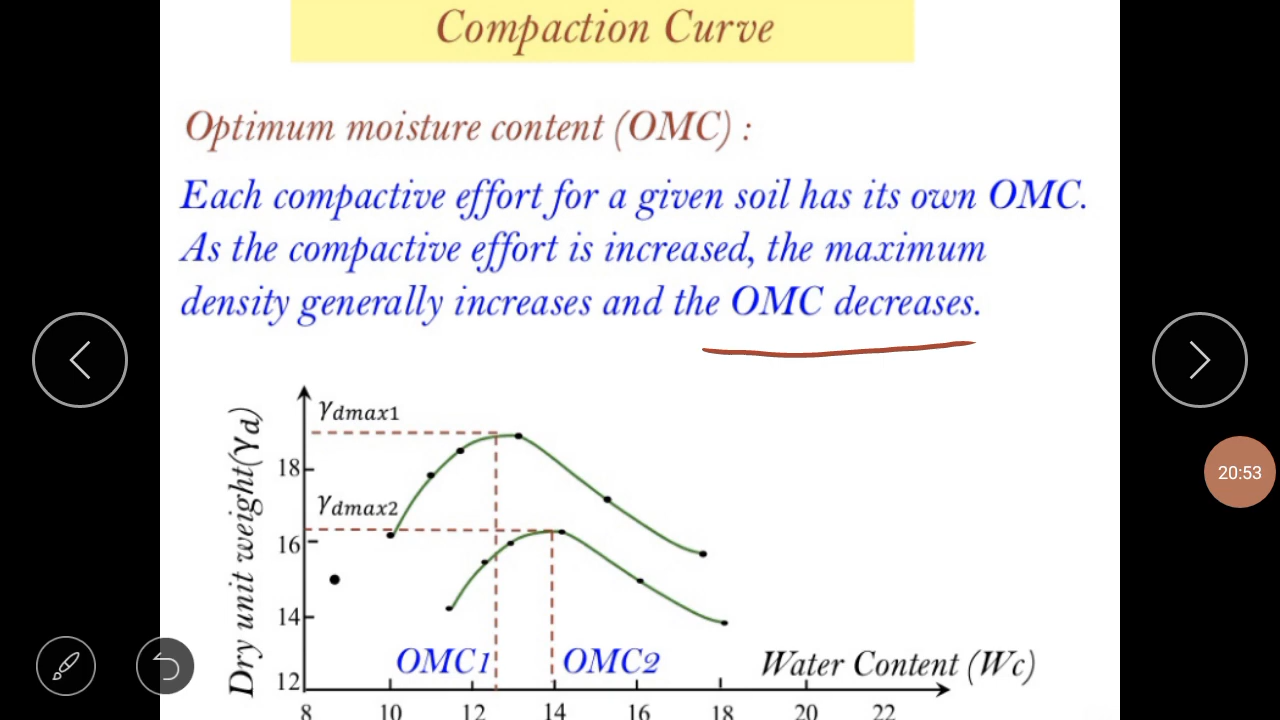 Compaction Curve
Optimum moisture content (OMC) :
Each compactive effort for a given soil has its own OMC.
As the compactive effort is increased, the maximum
density generally increases and the OMC decreases.
γdmax1
18
γdmax2
16
14
12
Dry unit weight(γd)
OMC1
OMC2
Water Content (Wc)
8 10 12 14 16 18 20 22
20:53